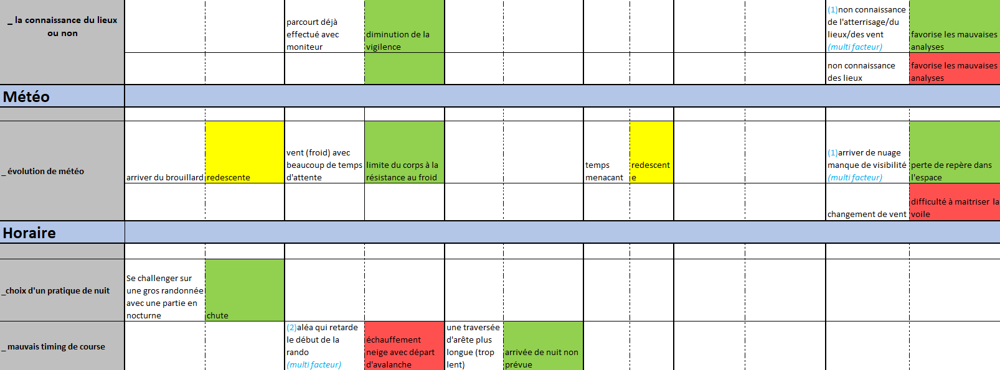 _ la connaissance du lieux
ou non
parcourt déjà
effectué avec
moniteur
diminution de la
vigilence
(1)non connaissance
de l'atterrisage/du
lieux/des vent
(multi facteur)
favorise les mauvaises
analyses
non connaissance
des lieux
favorise les mauvaises
analyses
Météo
_ évolution de météo
arriver du brouillard
redescente
vent (froid) avec
beaucoup de temps
d'attente
limite du corps à la
résistance au froid
temps
menacant
redescent
e
(1)arriver de nuage
manque de visibilité
(multi facteur)
perte de repère dans
l'espace
changement de vent
difficulté à maitriser la
voile
Horaire
_choix d'un pratique de nuit
Se challenger sur
une gros randonnée
avec une partie en
nocturne
chute
_ mauvais timing de course
(2)aléa qui retarde
le début de la
rando
(multi facteur)
échauffement
neige avec départ
d'avalanche
une traversée
d'arête plus
longue (trop
lent)
arrivée de nuit non
prévue